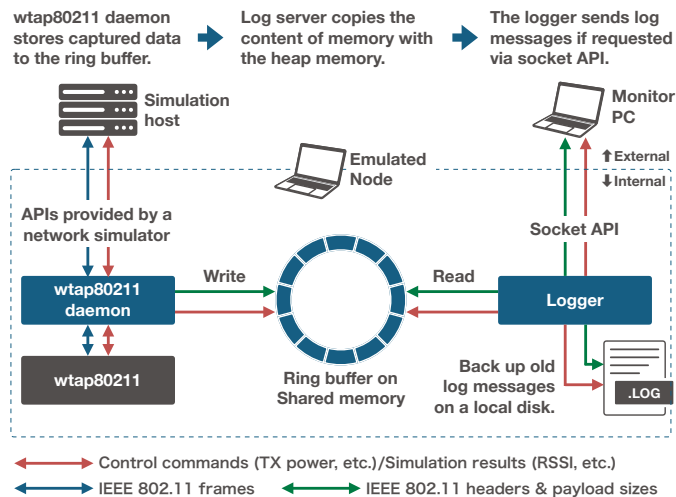 wtap80211 daemon
stores captured data
to the ring buffer.
Log server copies the
content of memory with
the heap memory.
The logger sends log
messages if requested
via socket API.
Simulation
host
Monitor
PC
Emulated
Node
External
Internal
APIs provided by a
network simulator
Socket API
wtap80211
daemon
Write
Read
Logger
wtap80211
Ring buffer on
Shared memory
Back up old
log messages
on a local disk.
.LOG
Control commands (TX power, etc.)/Simulation results (RSSI, etc.)
IEEE 802.11 frames
IEEE 802.11 headers & payload sizes